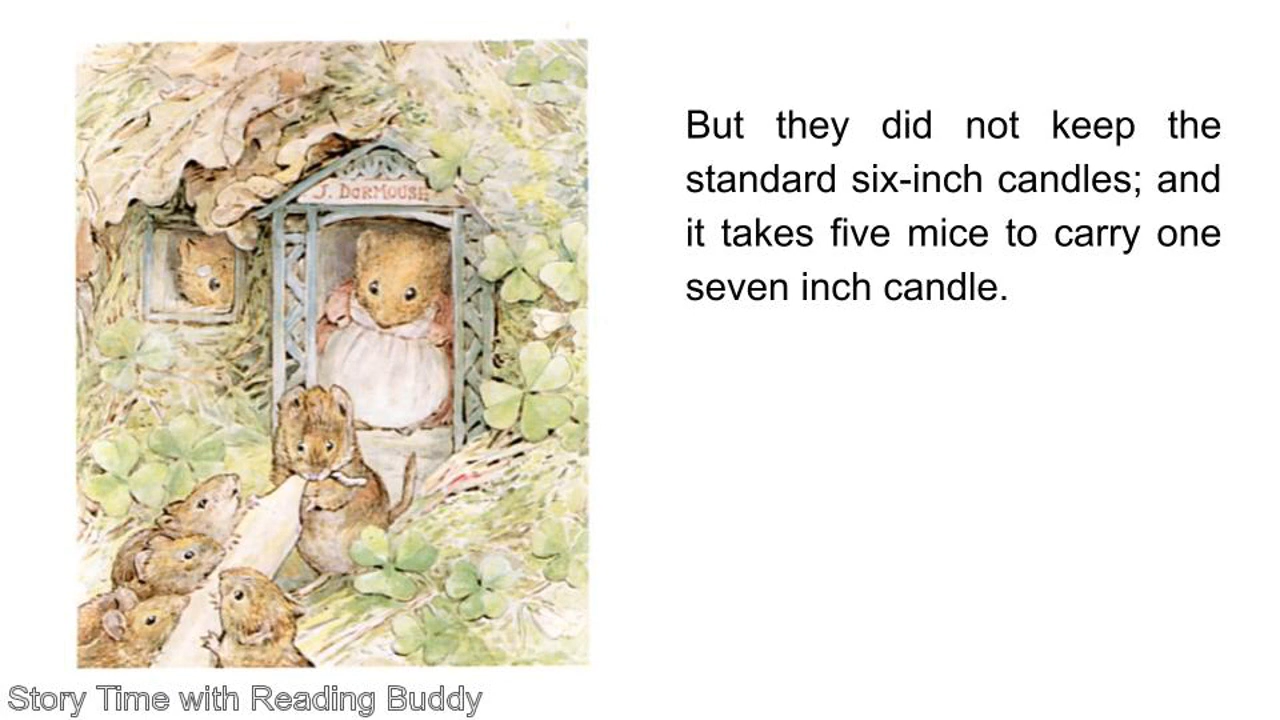 J. DORMOUSE
But they did not keep the
standard six-inch candles; and
it takes five mice to carry one
seven inch candle.
Story Time with Reading Buddy